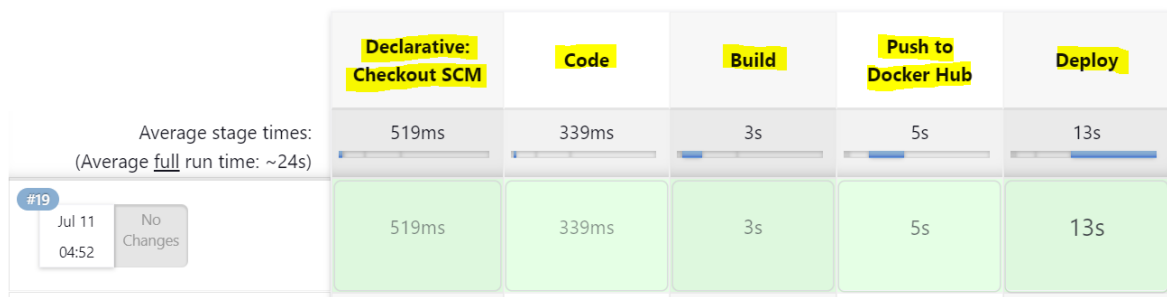 Declarative:
Checkout SCM
Code
Build
Push to
Docker Hub
Deploy
Average stage times:
(Average full run time: ~24s)
519ms
339ms
3s
5s
13s
#19
Jul 11
04:52
No
Changes
519ms
339ms
3s
5s
13s